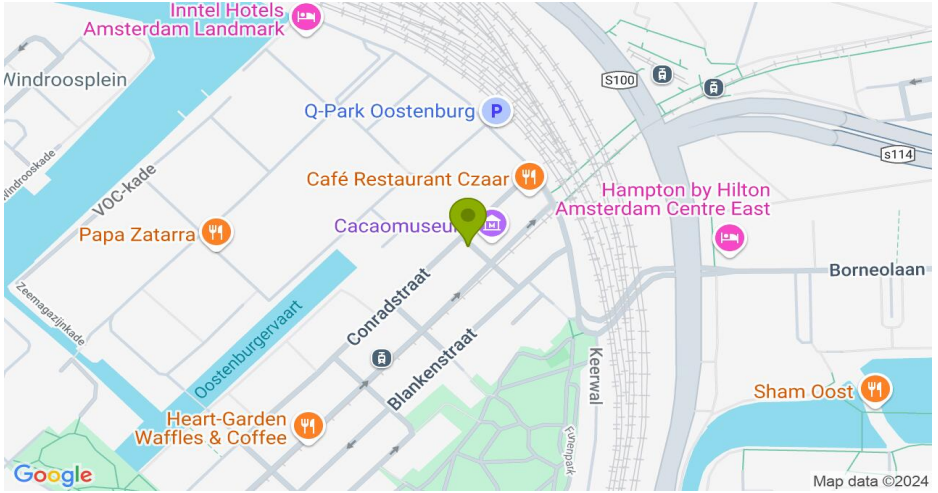 Inntel Hotels
Amsterdam Landmark
Windroosplein
S100
Q-Park Oostenburg
P
s114
Windrooskade
VOC-kade
Café Restaurant Czaar
Hampton by Hilton
Amsterdam Centre East
Papa Zatarra
Cacaomuseu
Borneolaan
Zeemagazijnkade
Conradstraat
Oostenburgervaart
Blankenstraat
Keerwal
Sham Oost
Heart-Garden
Waffles & Coffee
Google
Map data ©2024